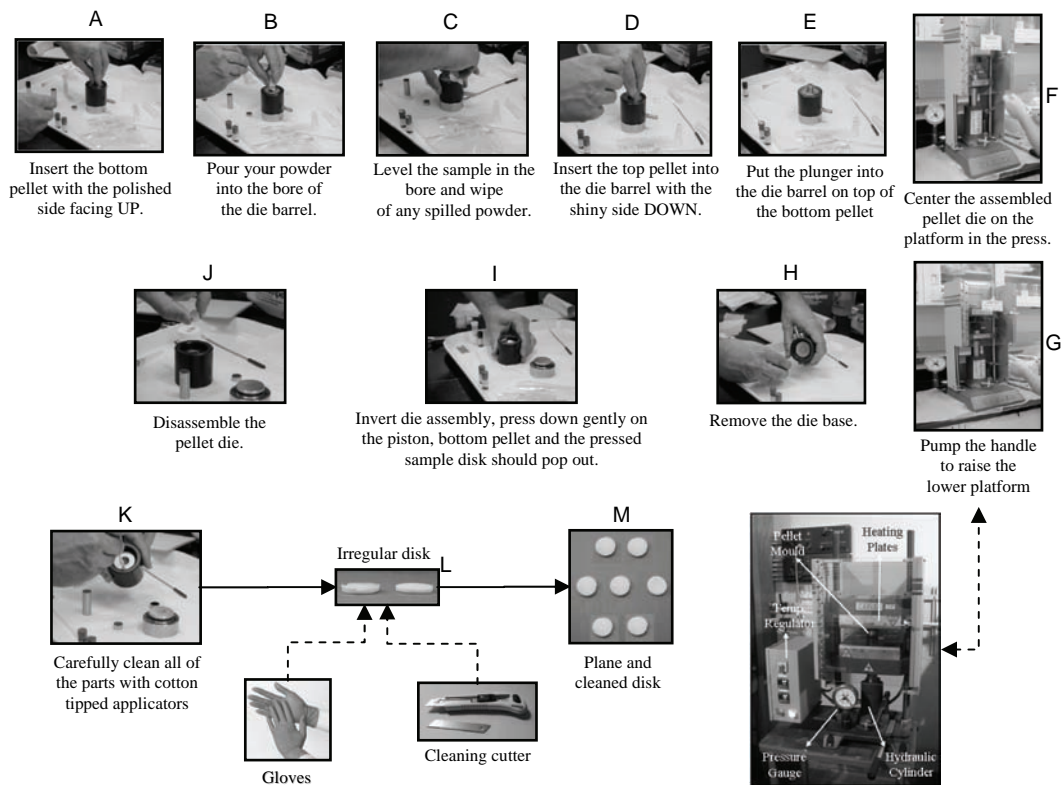 A
B
C
D
E
F
Insert the bottom
pellet with the polished
side facing UP.
Pour your powder
into the bore of
the die barrel.
Level the sample in the
bore and wipe
of any spilled powder.
Insert the top pellet into
the die barrel with the
shiny side DOWN.
Put the plunger into
the die barrel on top of
the bottom pellet
Center the assembled
pellet die on the
platform in the press.
J
I
H
G
Disassemble the
pellet die.
Invert die assembly, press down gently on
the piston, bottom pellet and the pressed
sample disk should pop out.
Remove the die base.
Pump the handle
to raise the
lower platform
K
Irregular disk
L
M
Carefully clean all of
the parts with cotton
tipped applicators
Gloves
Cleaning cutter
Plane and
cleaned disk
Pellet
Mould
Heating
Plates
Temp.
Regulator
Pressure
Gauge
Hydraulic
Cylinder